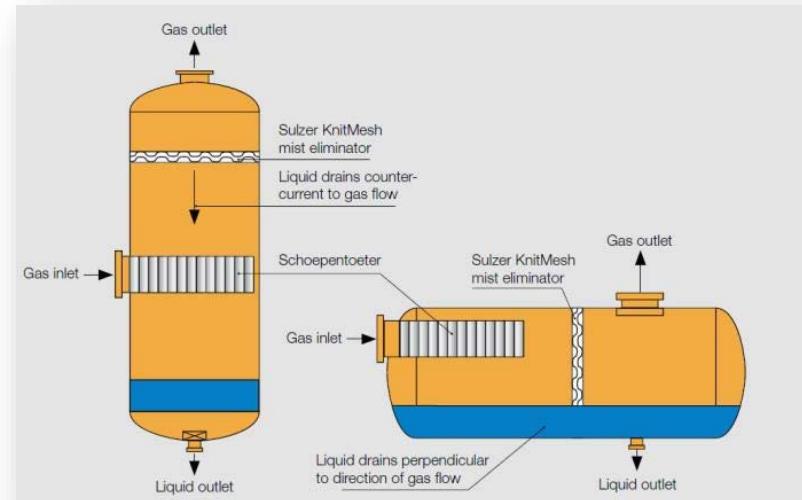 Gas outlet
Sulzer KnitMesh
mist eliminator
Liquid drains counter-
current to gas flow
Schoepentoeter
Gas inlet
Liquid outlet
Gas outlet
Sulzer KnitMesh
mist eliminator
Gas inlet
Liquid drains perpendicular
to direction of gas flow
Liquid outlet